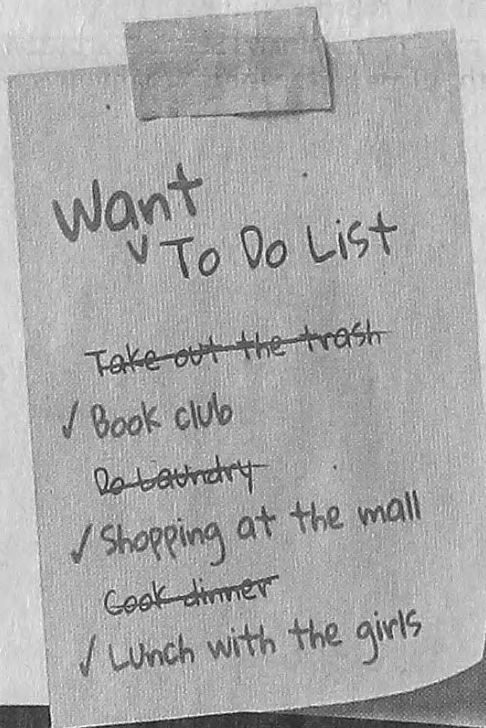 Want
To Do List
Take out the trash
Book club
Do Laundry
Shopping at the mall
Cook dinner
Lunch with the girls